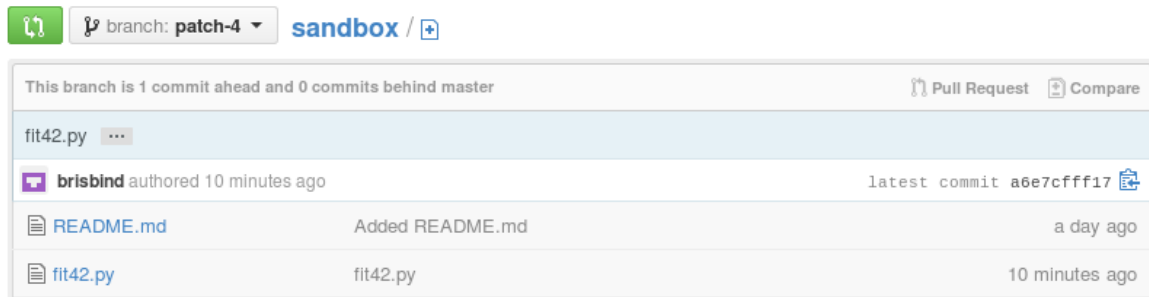 branch: patch-4 sandbox /
This branch is 1 commit ahead and 0 commits behind master Pull Request Compare
fit42.py ...
brisbind authored 10 minutes ago latest commit a6e7cfff17
README.md Added README.md a day ago
fit42.py fit42.py 10 minutes ago